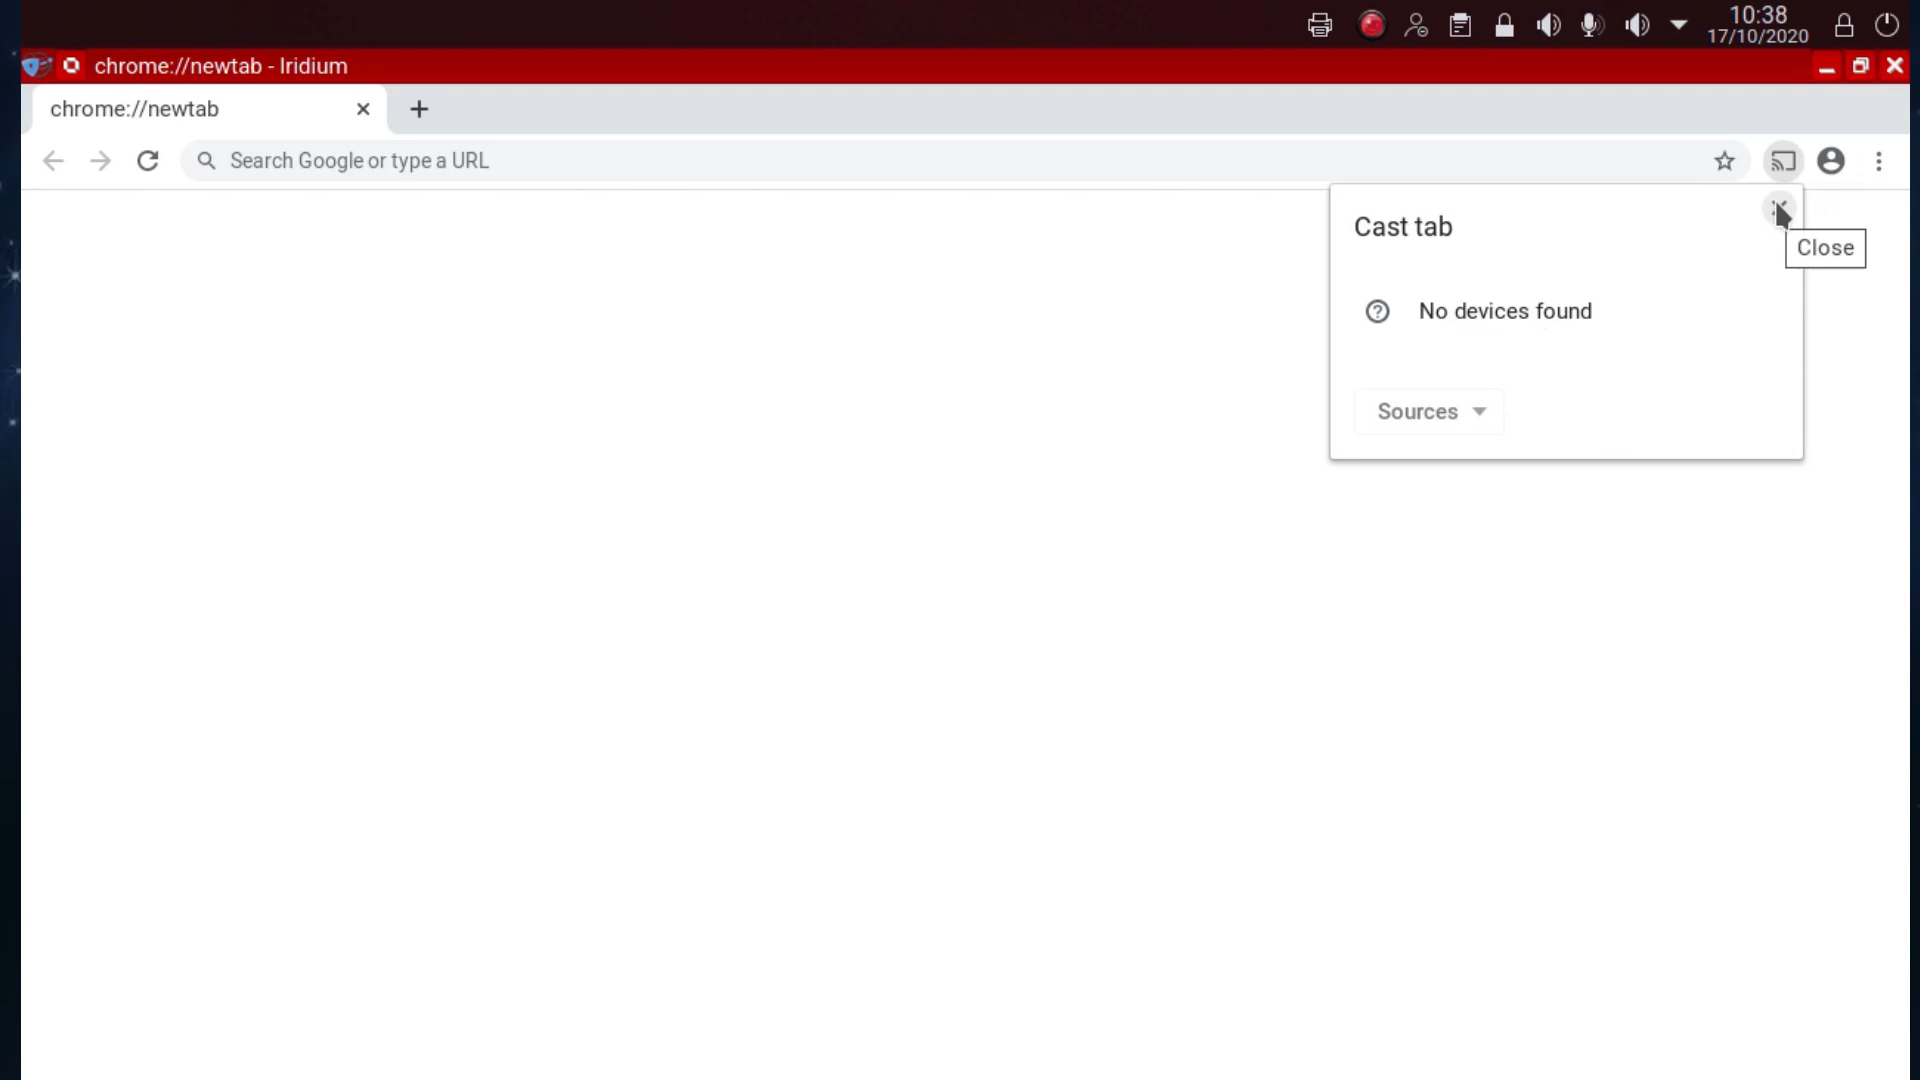 10:38
17/10/2020
chrome://newtab - Iridium
chrome://newtab
Search Google or type a URL
Cast tab
Close
No devices found
Sources